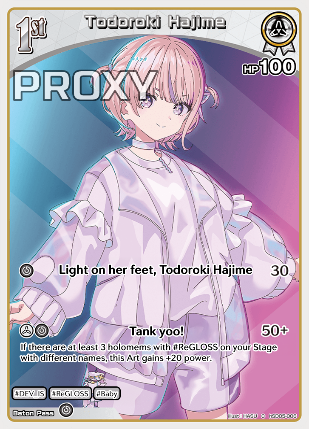 1st
Todoroki Hajime
HP 100
PROXY
Light on her feet, Todoroki Hajime 30
Tank yoo! 50+
If there are at least 3 holomems with #ReGLOSS on your Stage
with different names, this Art gains +20 power.
#DEV_IS #ReGLOSS #Baby
Baton Pass